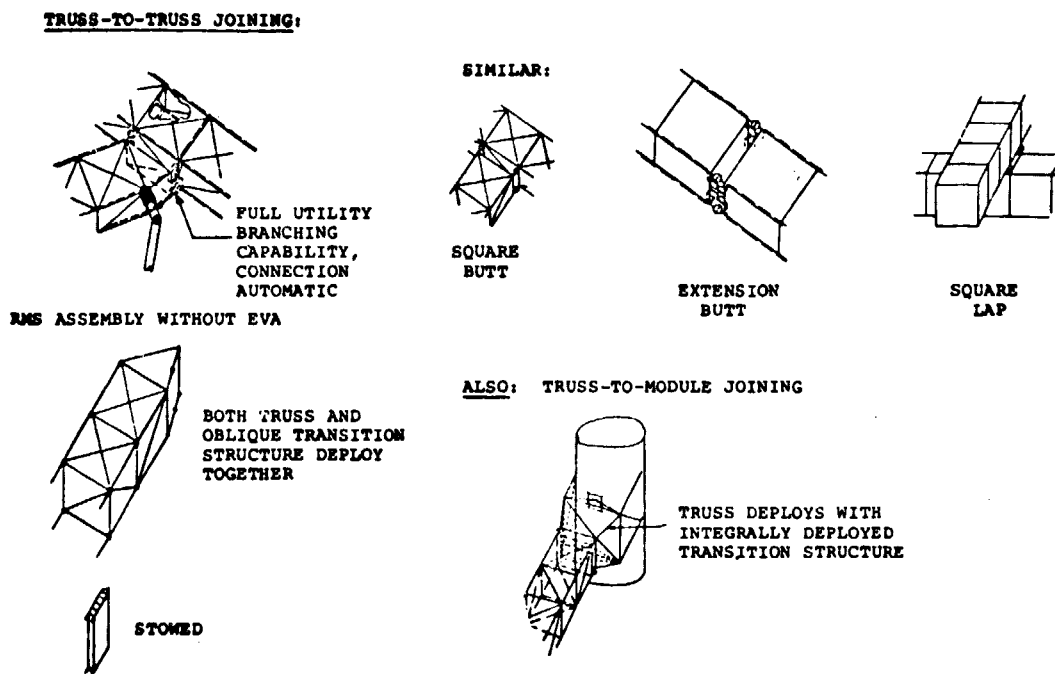 TRUSS-TO-TRUSS JOINING:
SIMILAR:
FULL UTILITY
BRANCHING
CAPABILITY,
CONNECTION
AUTOMATIC
SQUARE
BUTT
EXTENSION
BUTT
SQUARE
LAP
RMS ASSEMBLY WITHOUT EVA
BOTH TRUSS AND
OBLIQUE TRANSITION
STRUCTURE DEPLOY
TOGETHER
ALSO: TRUSS-TO-MODULE JOINING
TRUSS DEPLOYS WITH
INTEGRALLY DEPLOYED
TRANSITION STRUCTURE
STOWED